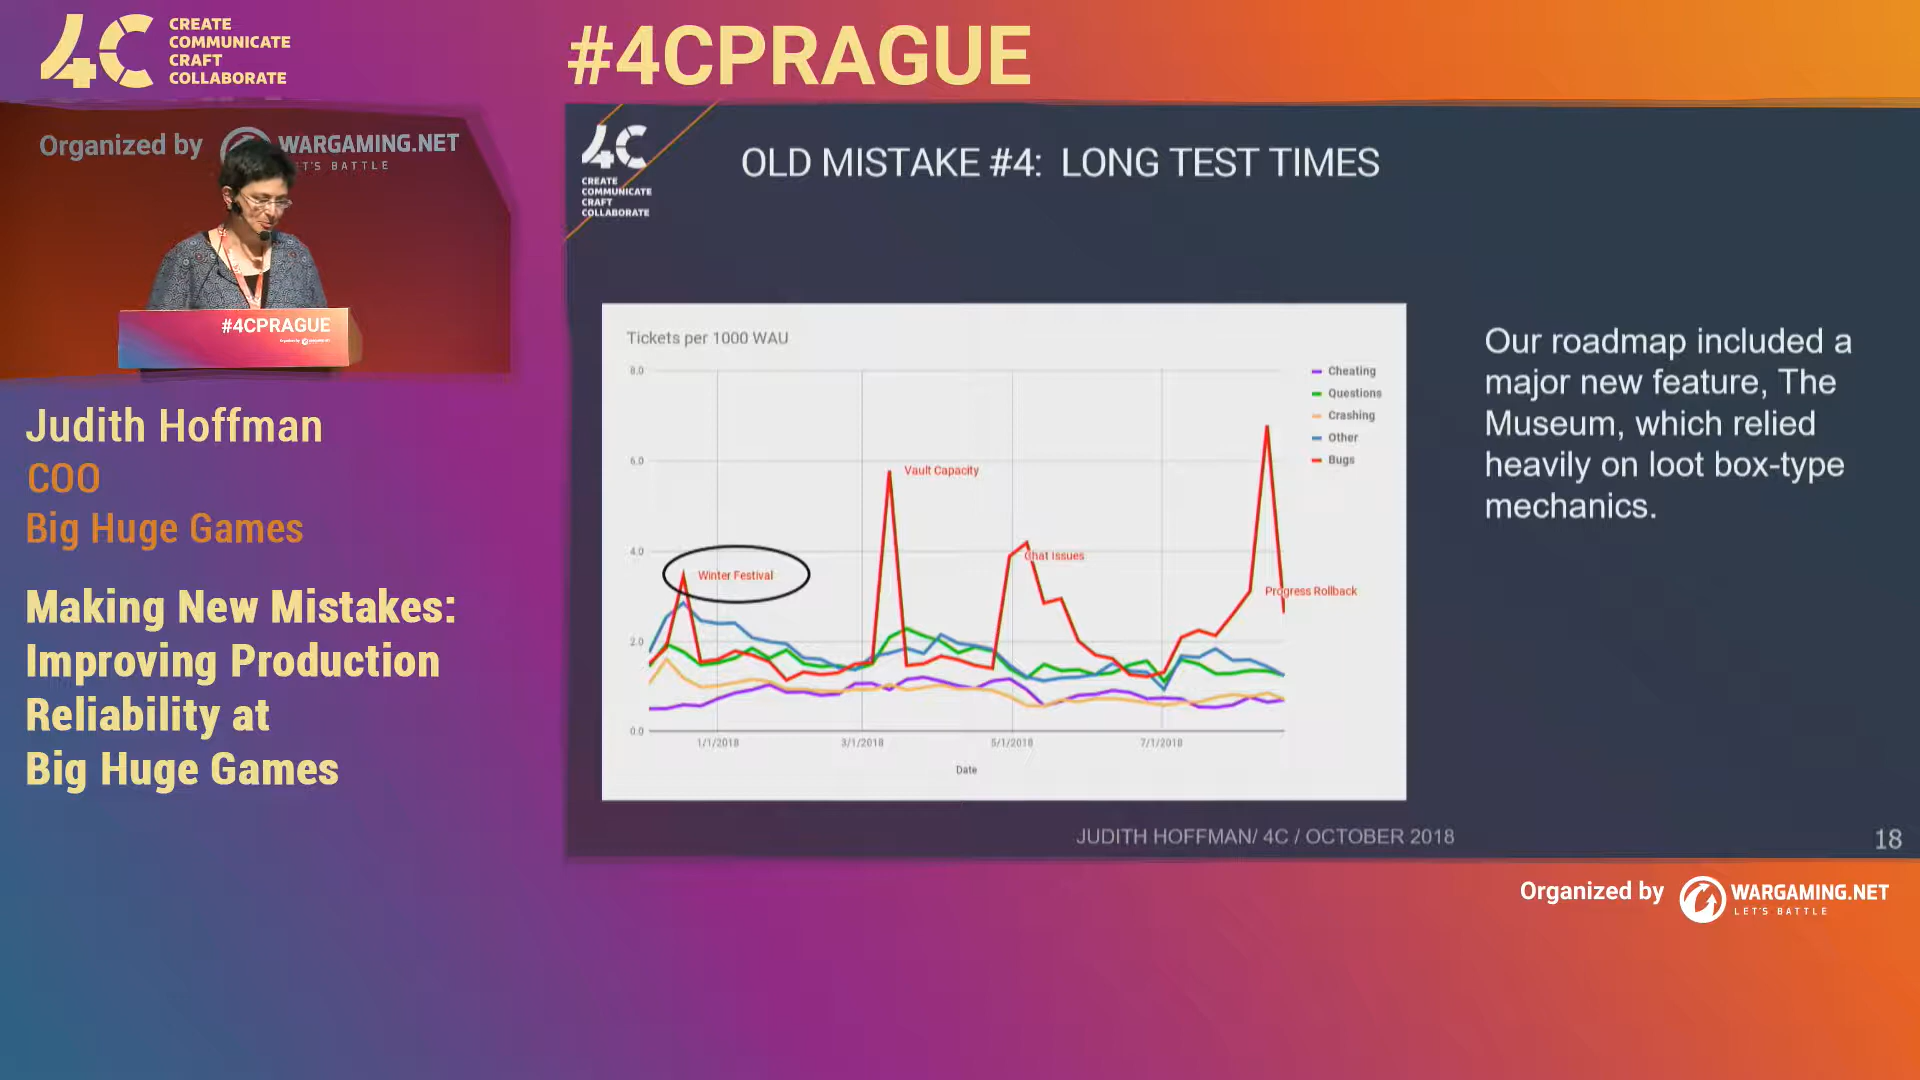 4C CREATE
COMMUNICATE
CRAFT
COLLABORATE
#4CPRAGUE
Organized by WARGAMING.NET
LET'S BATTLE
#4CPRAGUE
Judith Hoffman
COO
Big Huge Games
Making New Mistakes:
Improving Production
Reliability at
Big Huge Games
4C
CREATE
COMMUNICATE
CRAFT
COLLABORATE
OLD MISTAKE #4: LONG TEST TIMES
Tickets per 1000 WAU
8.0
6.0
4.0
2.0
0.0
Cheating
Questions
Crashing
Other
Bugs
Winter Festival
Vault Capacity
Chat Issues
Progress Rollback
1/1/2018
3/1/2018
5/1/2018
7/1/2018
Date
Our roadmap included a
major new feature, The
Museum, which relied
heavily on loot box-type
mechanics.
JUDITH HOFFMAN/ 4C / OCTOBER 2018
18
Organized by WARGAMING.NET
LET'S BATTLE